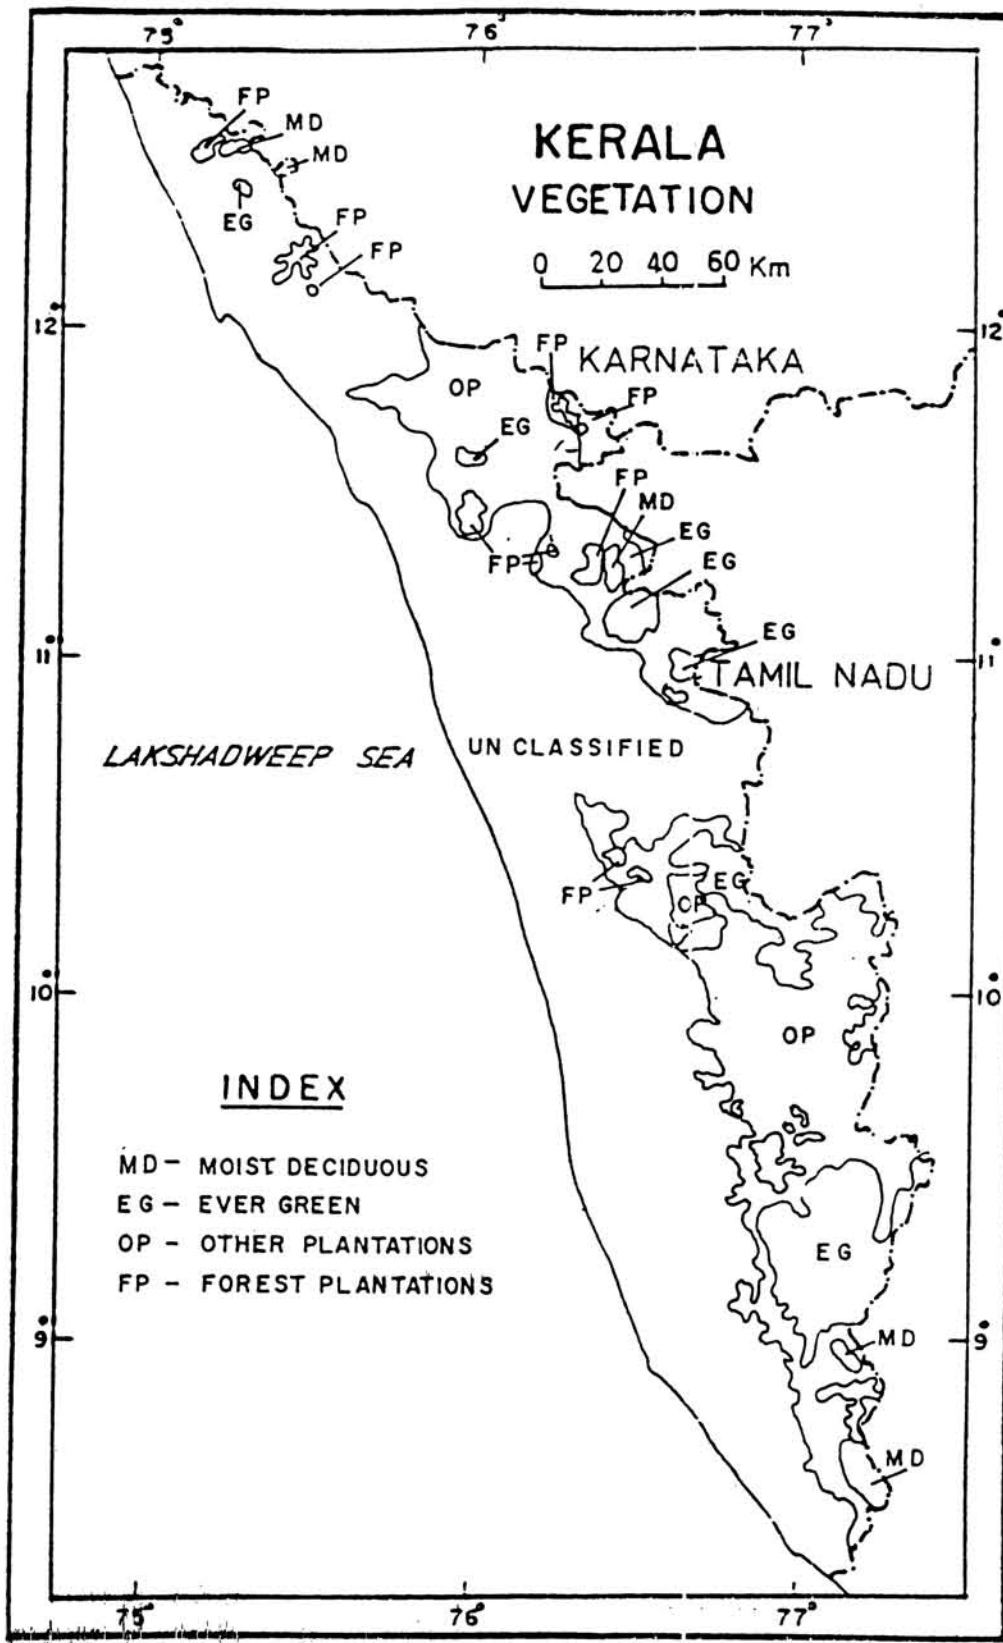 75° 76° 77°
FP
MD
MD
KERALA
VEGETATION
EG
FP
FP
0 20 40 60 Km
12° 12°
FP
KARNATAKA
OP
FP
EG
FP
MD
EG
FP
EG
EG
11° 11°
TAMIL NADU
UN CLASSIFIED
LAKSHADWEEP SEA
EG
FP
OP
10° 10°
OP
INDEX
MD - MOIST DECIDUOUS
EG - EVER GREEN
OP - OTHER PLANTATIONS
FP - FOREST PLANTATIONS
EG
9° 9°
MD
MD
75° 76° 77°